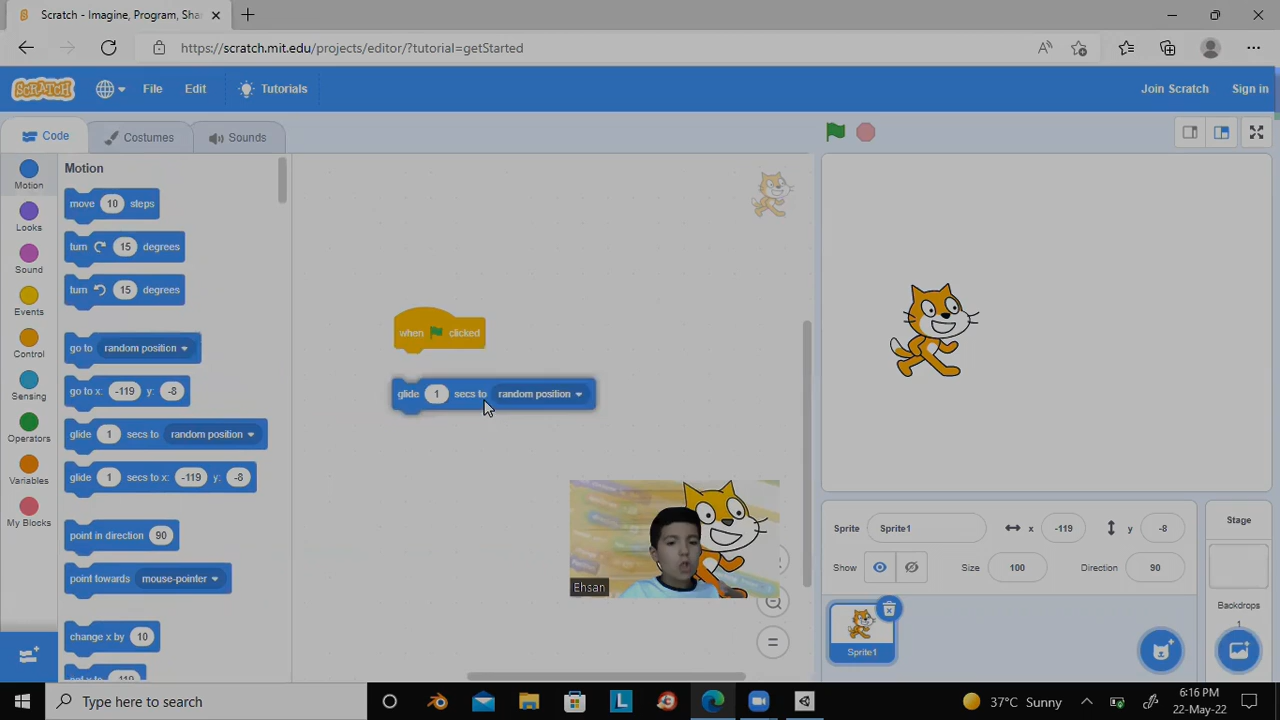 Scratch - Imagine, Program, Sha
https://scratch.mit.edu/projects/editor/?tutorial=getStarted
SCRATCH
File
Edit
Tutorials
Join Scratch
Sign in
Code
Costumes
Sounds
Motion
Looks
Sound
Events
Control
Sensing
Operators
Variables
My Blocks
Motion
move 10 steps
turn 15 degrees
turn 15 degrees
go to random position
go to x: -119 y: -8
glide 1 secs to random position
glide 1 secs to x: -119 y: -8
point in direction 90
point towards mouse-pointer
change x by 10
when clicked
glide 1 secs to random position
Ehsan
Sprite Sprite1 x -119 y -8
Show Size 100 Direction 90
Sprite1
Stage
Backdrops
1
Type here to search
L
37°C Sunny
6:16 PM
22-May-22